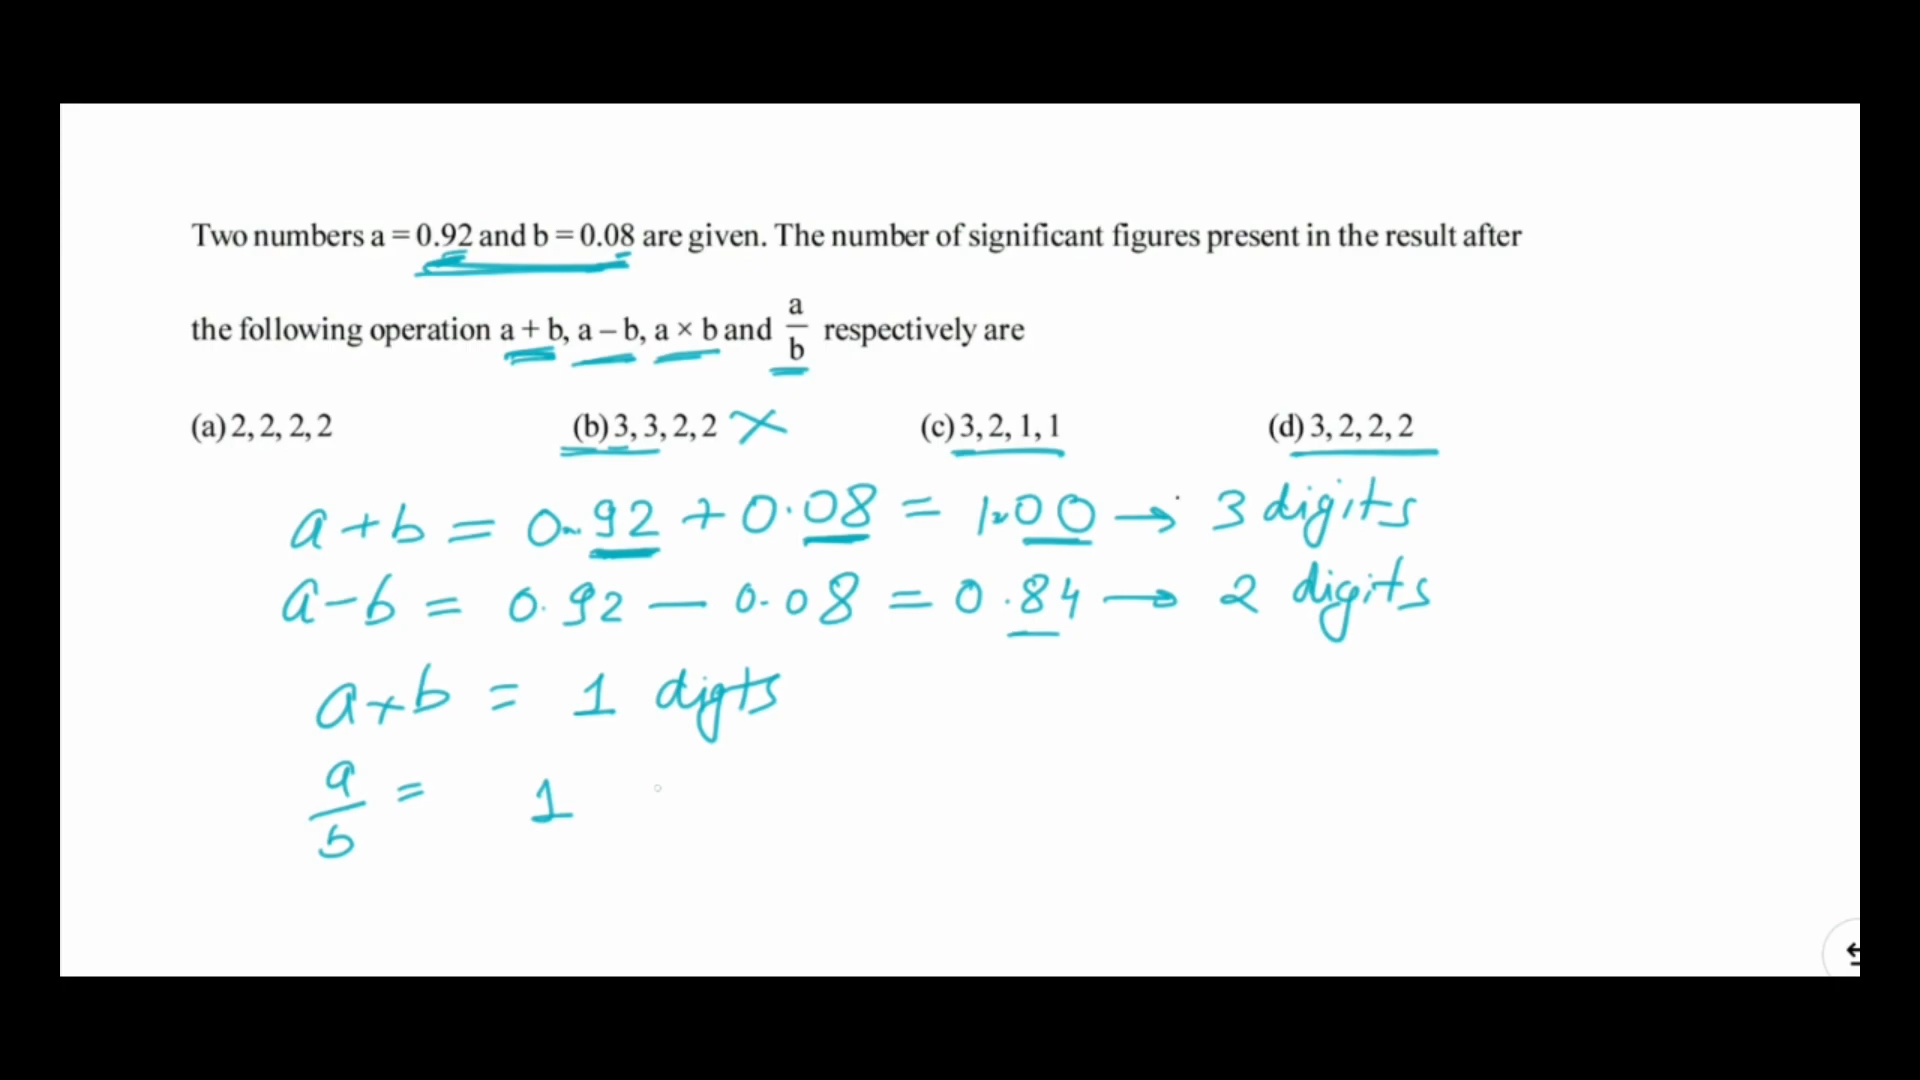 Two numbers a = 0.92 and b = 0.08 are given. The number of significant figures present in the result after
the following operation a + b, a – b, a × b and a/b respectively are
(a) 2, 2, 2, 2 (b) 3, 3, 2, 2 (c) 3, 2, 1, 1 (d) 3, 2, 2, 2
a + b = 0.92 + 0.08 = 1.00 → 3 digits
a - b = 0.92 — 0.08 = 0.84 → 2 digits
a × b = 1 digts
a/b = 1